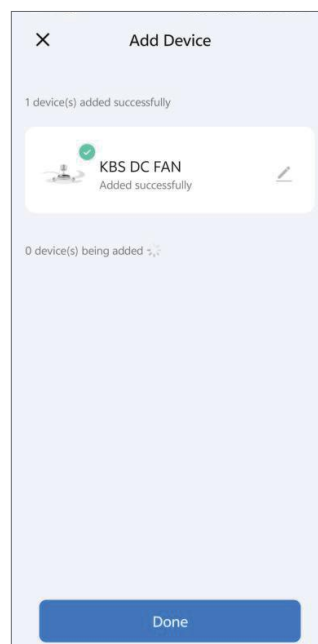 Add Device
1 device(s) added successfully
KBS DC FAN
Added successfully
0 device(s) being added
Done